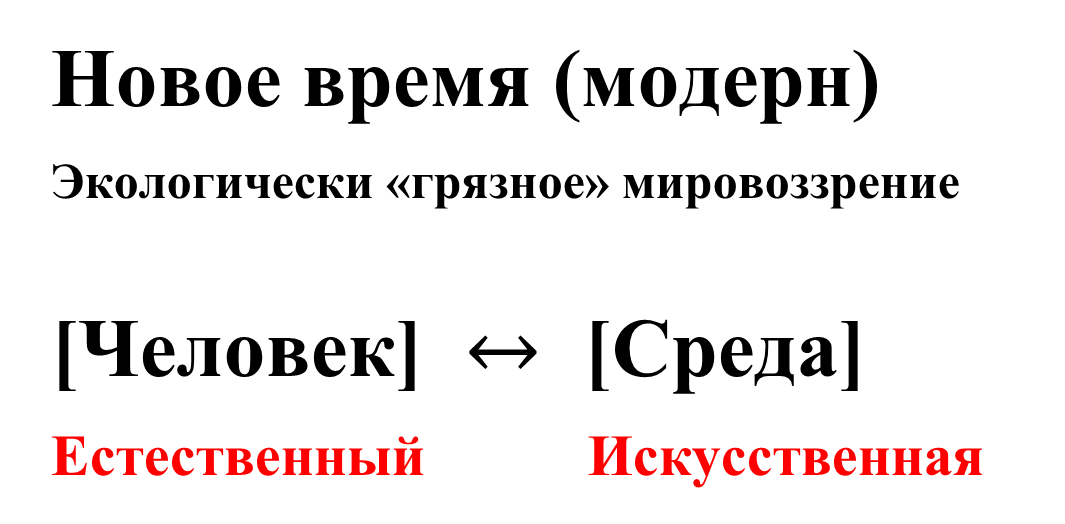 Новое время (модерн)
Экологически «грязное» мировоззрение
[Человек] ↔ [Среда]
Естественный Искусственная